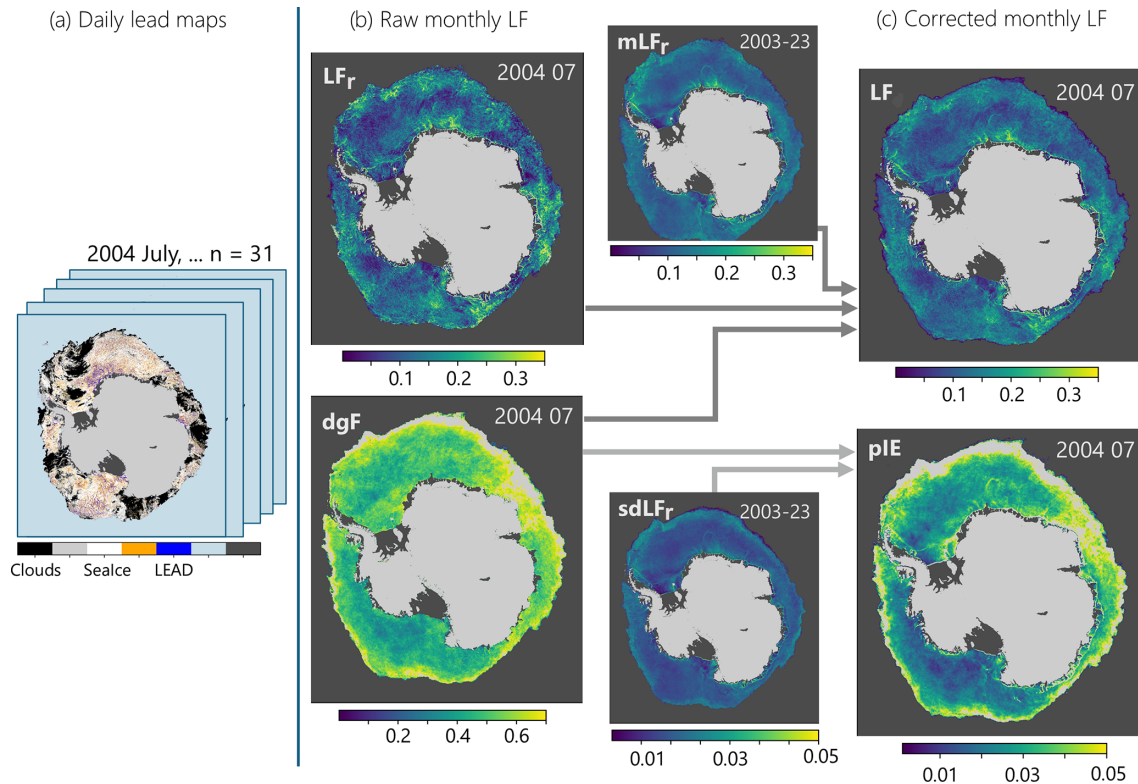 (a) Daily lead maps
2004 July, ... n = 31
Clouds SeaIce LEAD
(b) Raw monthly LF
LFr 2004 07
0.1 0.2 0.3
mLFr 2003-23
0.1 0.2 0.3
dgF 2004 07
0.2 0.4 0.6
sdLFr 2003-23
0.01 0.03 0.05
(c) Corrected monthly LF
LF 2004 07
0.1 0.2 0.3
pIE 2004 07
0.01 0.03 0.05